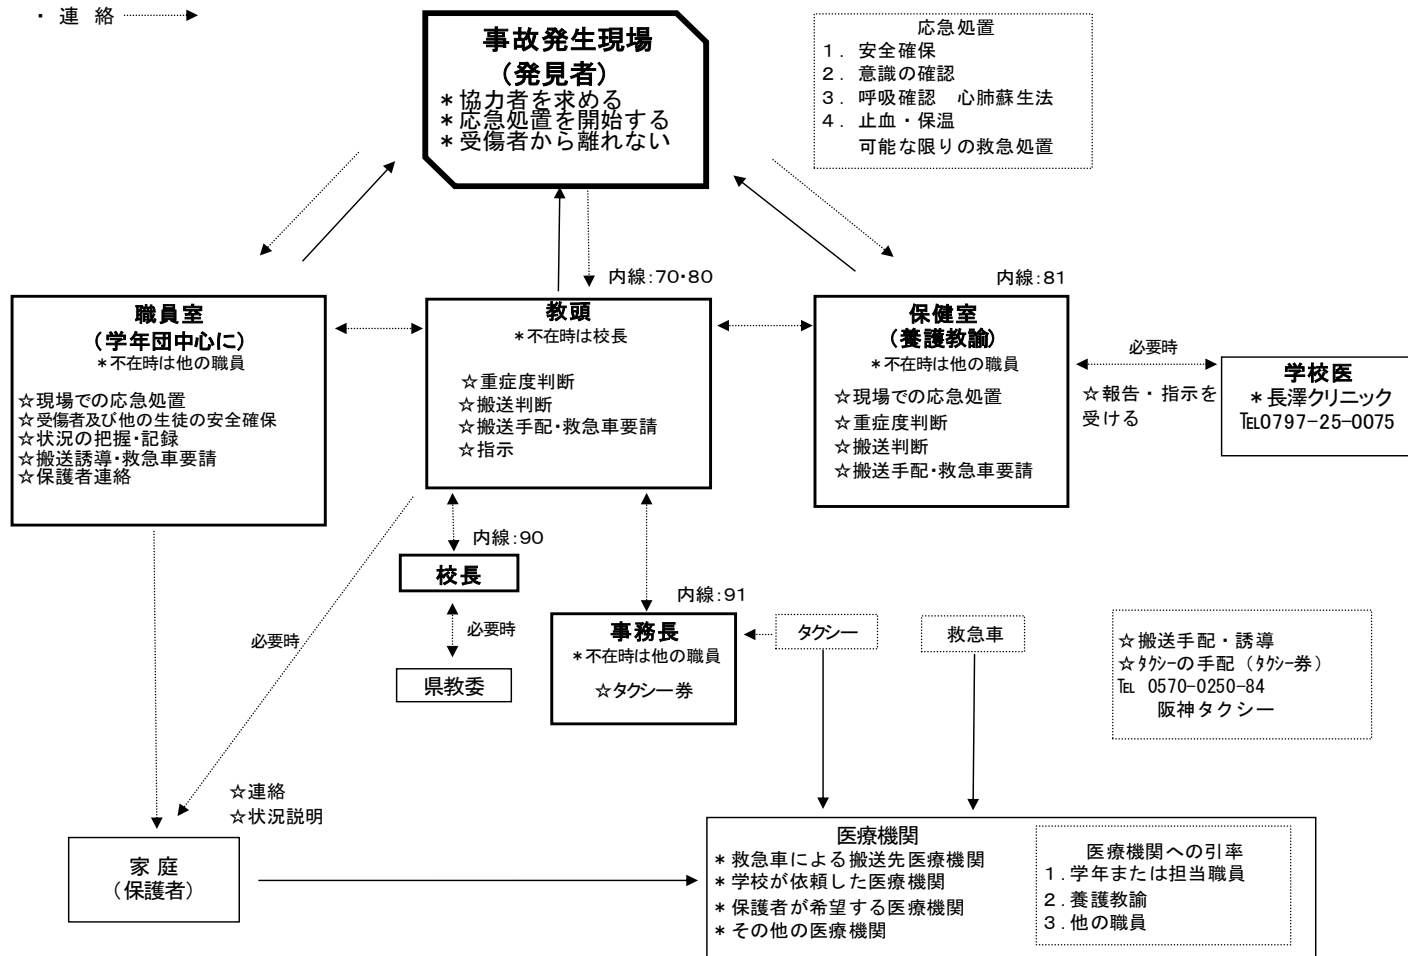 ・ 連 絡
事故発生現場
（発見者）
＊協力者を求める
＊応急処置を開始する
＊受傷者から離れない
応急処置
１．安全確保
２．意識の確認
３．呼吸確認　心肺蘇生法
４．止血・保温
可能な限りの救急処置
内線：70・80
内線：81
職員室
（学年団中心に）
＊不在時は他の職員
☆現場での応急処置
☆受傷者及び他の生徒の安全確保
☆状況の把握・記録
☆搬送誘導・救急車要請
☆保護者連絡
教頭
＊不在時は校長
☆重症度判断
☆搬送判断
☆搬送手配・救急車要請
☆指示
保健室
（養護教諭）
＊不在時は他の職員
☆現場での応急処置
☆重症度判断
☆搬送判断
☆搬送手配・救急車要請
必要時
☆報告・指示を
受ける
学校医
＊長澤クリニック
℡0797-25-0075
内線：90
校長
必要時
県教委
必要時
内線：91
事務長
＊不在時は他の職員
☆タクシー券
タクシー
救急車
☆搬送手配・誘導
☆タクシーの手配（タクシー券）
℡ 0570-0250-84
阪神タクシー
☆連絡
☆状況説明
家 庭
（保護者）
医療機関
＊救急車による搬送先医療機関
＊学校が依頼した医療機関
＊保護者が希望する医療機関
＊その他の医療機関
医療機関への引率
１．学年または担当職員
２．養護教諭
３．他の職員